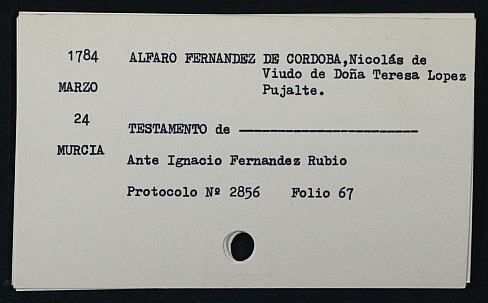 1784 ALFARO FERNANDEZ DE CORDOBA,Nicolás de
Viudo de Doña Teresa Lopez
MARZO Pujalte.
24
TESTAMENTO de ------------------------
MURCIA
Ante Ignacio Fernandez Rubio
Protocolo Nº 2856 Folio 67